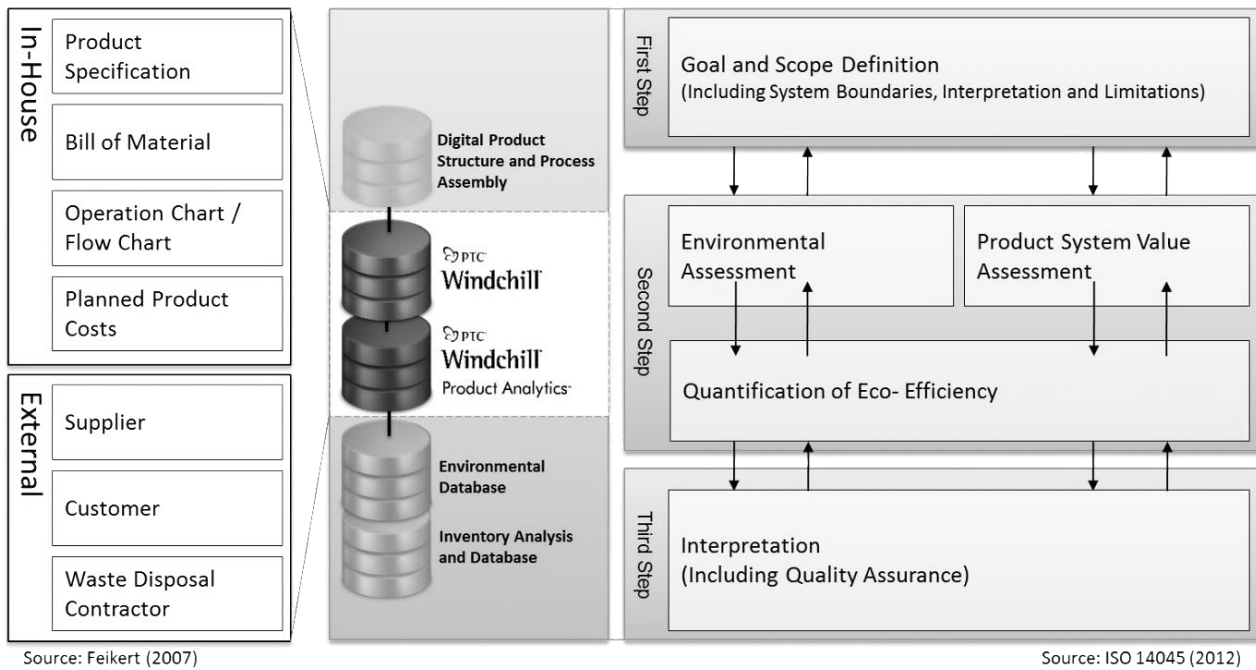 In-House
Product
Specification
Bill of Material
Operation Chart /
Flow Chart
Planned Product
Costs
External
Supplier
Customer
Waste Disposal
Contractor
Source: Feikert (2007)
Digital Product
Structure and Process
Assembly
PTC
Windchill
PTC
Windchill
Product Analytics
Environmental
Database
Inventory Analysis
and Database
First Step
Goal and Scope Definition
(Including System Boundaries, Interpretation and Limitations)
Second Step
Environmental
Assessment
Product System Value
Assessment
Quantification of Eco- Efficiency
Third Step
Interpretation
(Including Quality Assurance)
Source: ISO 14045 (2012)